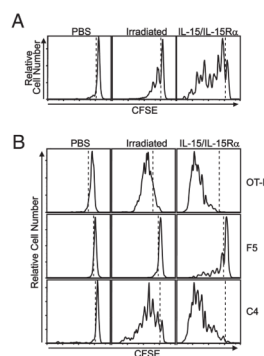 A
PBS
Irradiated
IL-15/IL-15Rα
Relative
Cell Number
CFSE
B
PBS
Irradiated
IL-15/IL-15Rα
Relative Cell Number
OT-I
F5
C4
CFSE